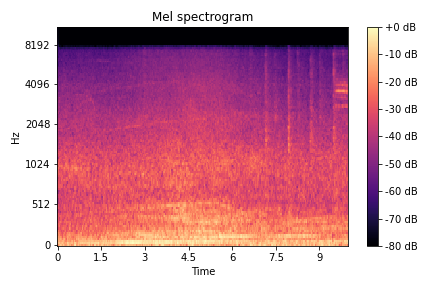 Mel spectrogram
+0 dB
8192
-10 dB
4096
-20 dB
-30 dB
2048
-40 dB
Hz
1024
-50 dB
-60 dB
512
-70 dB
0
-80 dB
0 1.5 3 4.5 6 7.5 9
Time